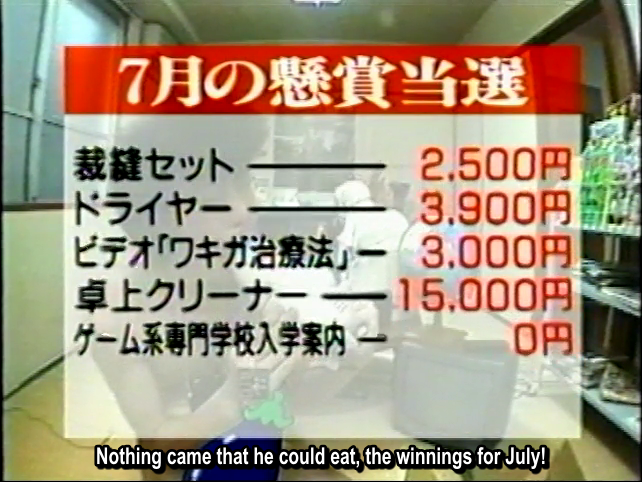 7月の懸賞当選
裁縫セット ― 2,500円
ドライヤー ― 3,900円
ビデオ「ワキガ治療法」 ― 3,000円
卓上クリーナー ― 15,000円
ゲーム系専門学校入学案内 ― 0円
Nothing came that he could eat, the winnings for July!